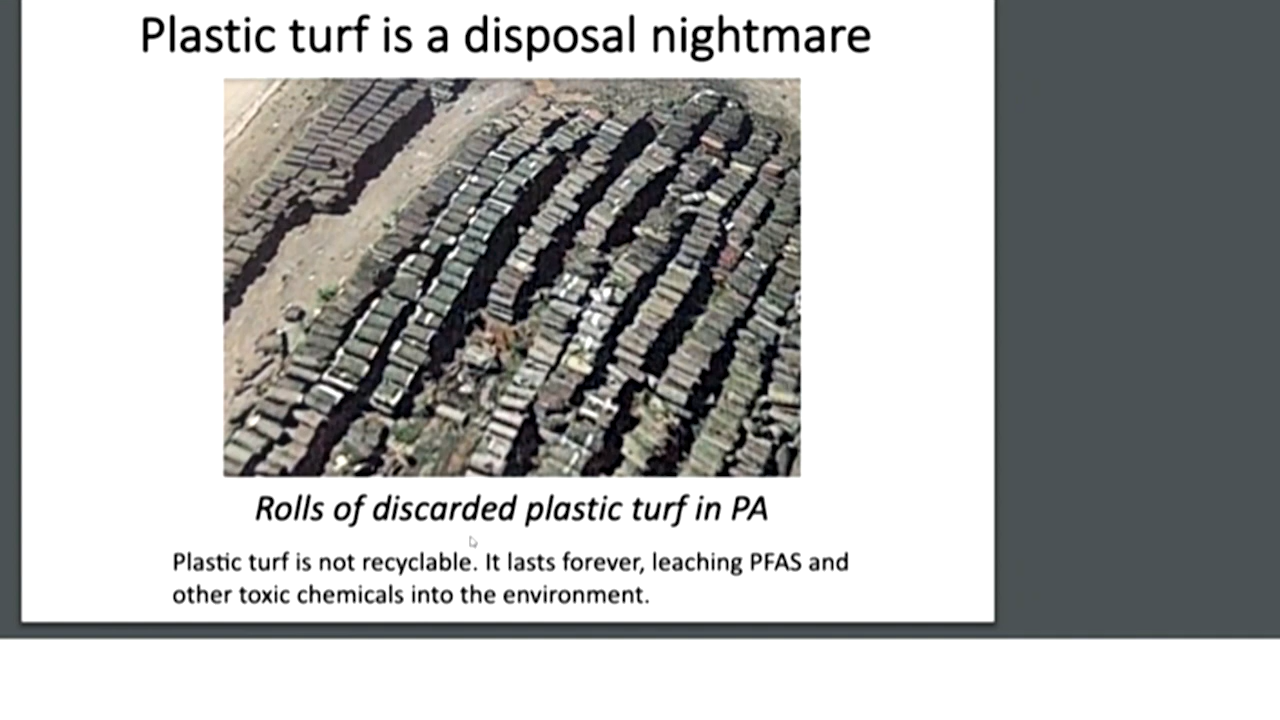 Plastic turf is a disposal nightmare
Rolls of discarded plastic turf in PA
Plastic turf is not recyclable. It lasts forever, leaching PFAS and
other toxic chemicals into the environment.